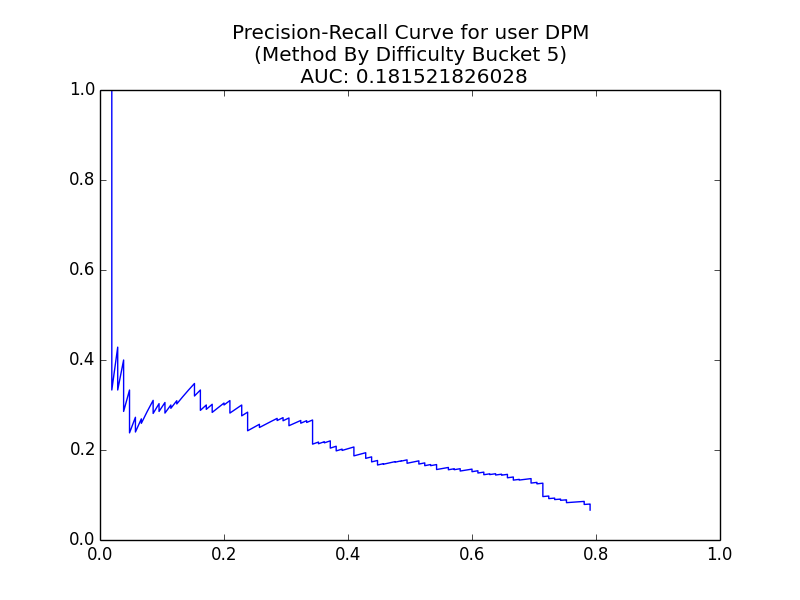 Precision-Recall Curve for user DPM
(Method By Difficulty Bucket 5)
AUC: 0.181521826028
1.0
0.8
0.6
0.4
0.2
0.0
0.0 0.2 0.4 0.6 0.8 1.0